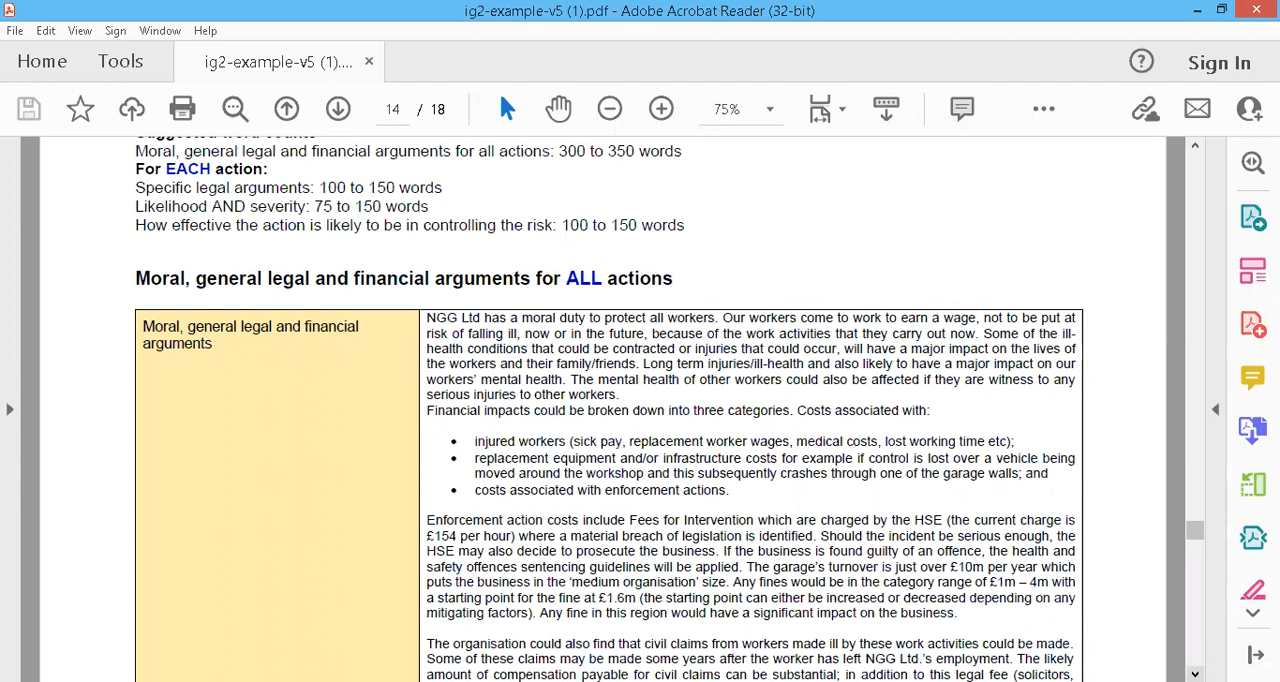 ig2-example-v5 (1).pdf - Adobe Acrobat Reader (32-bit)
File Edit View Sign Window Help
Home Tools ig2-example-v5 (1).... × ? Sign In
14 / 18 75%
Suggested word counts
Moral, general legal and financial arguments for all actions: 300 to 350 words
For EACH action:
Specific legal arguments: 100 to 150 words
Likelihood AND severity: 75 to 150 words
How effective the action is likely to be in controlling the risk: 100 to 150 words
Moral, general legal and financial arguments for ALL actions
Moral, general legal and financial
arguments
NGG Ltd has a moral duty to protect all workers. Our workers come to work to earn a wage, not to be put at
risk of falling ill, now or in the future, because of the work activities that they carry out now. Some of the ill-
health conditions that could be contracted or injuries that could occur, will have a major impact on the lives of
the workers and their family/friends. Long term injuries/ill-health and also likely to have a major impact on our
workers' mental health. The mental health of other workers could also be affected if they are witness to any
serious injuries to other workers.
Financial impacts could be broken down into three categories. Costs associated with:
• injured workers (sick pay, replacement worker wages, medical costs, lost working time etc);
• replacement equipment and/or infrastructure costs for example if control is lost over a vehicle being
moved around the workshop and this subsequently crashes through one of the garage walls; and
• costs associated with enforcement actions.
Enforcement action costs include Fees for Intervention which are charged by the HSE (the current charge is
£154 per hour) where a material breach of legislation is identified. Should the incident be serious enough, the
HSE may also decide to prosecute the business. If the business is found guilty of an offence, the health and
safety offences sentencing guidelines will be applied. The garage's turnover is just over £10m per year which
puts the business in the 'medium organisation' size. Any fines would be in the category range of £1m – 4m with
a starting point for the fine at £1.6m (the starting point can either be increased or decreased depending on any
mitigating factors). Any fine in this region would have a significant impact on the business.
The organisation could also find that civil claims from workers made ill by these work activities could be made.
Some of these claims may be made some years after the worker has left NGG Ltd.'s employment. The likely
amount of compensation payable for civil claims can be substantial; in addition to this legal fee (solicitors,